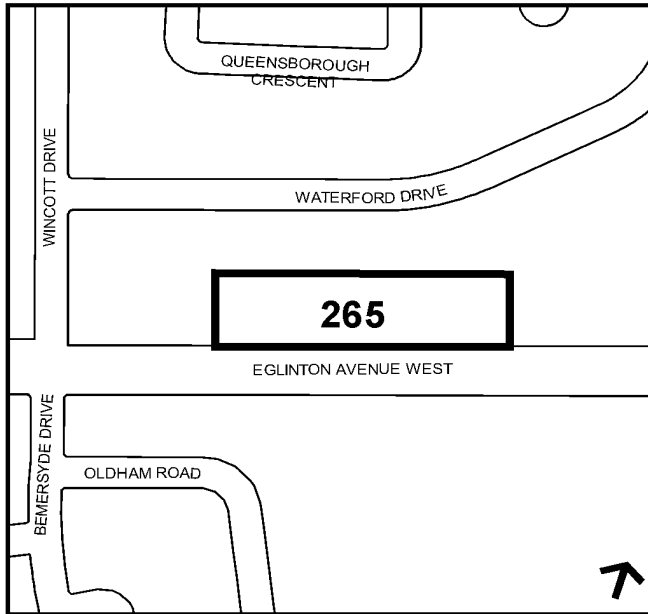 QUEENSBOROUGH
CRESCENT
WINCOTT DRIVE
WATERFORD DRIVE
265
EGLINTON AVENUE WEST
BEMERSYDE DRIVE
OLDHAM ROAD